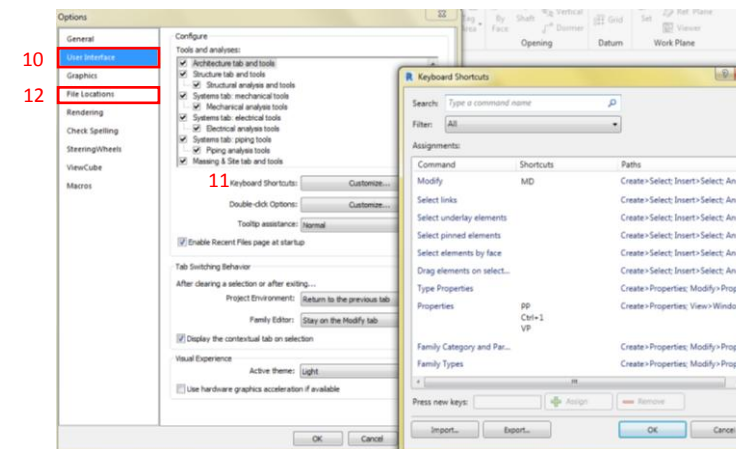 Options
General
10 User Interface
Graphics
12 File Locations
Rendering
Check Spelling
SteeringWheels
ViewCube
Macros
Configure
Tools and analyses:
Architecture tab and tools
Structure tab and tools
Structural analysis and tools
Systems tab: mechanical tools
Mechanical analysis tools
Systems tab: electrical tools
Electrical analysis tools
Systems tab: piping tools
Piping analysis tools
Massing & Site tab and tools
11 Keyboard Shortcuts: Customize...
Double-click Options: Customize...
Tooltip assistance: Normal
Enable Recent Files page at startup
Tab Switching Behavior
After clearing a selection or after exiting...
Project Environment: Return to the previous tab
Family Editor: Stay on the Modify tab
Display the contextual tab on selection
Visual Experience
Active theme: Light
Use hardware graphics acceleration if available
OK Cancel
By Face Shaft Vertical Dormer
Opening
Grid
Datum
Set Ref Plane Viewer
Work Plane
Keyboard Shortcuts
Search: Type a command name
Filter: All
Assignments:
Command Shortcuts Paths
Modify MD Create>Select; Insert>Select; An
Select links Create>Select; Insert>Select; An
Select underlay elements Create>Select; Insert>Select; An
Select pinned elements Create>Select; Insert>Select; An
Select elements by face Create>Select; Insert>Select; An
Drag elements on select... Create>Select; Insert>Select; An
Type Properties Create>Properties; Modify>Prop
Properties PP Create>Properties; View>Windo
Ctrl+1
VP
Family Category and Par... Create>Properties; Modify>Prop
Family Types Create>Properties; Modify>Prop
Press new keys: Assign Remove
Import... Export... OK Cancel